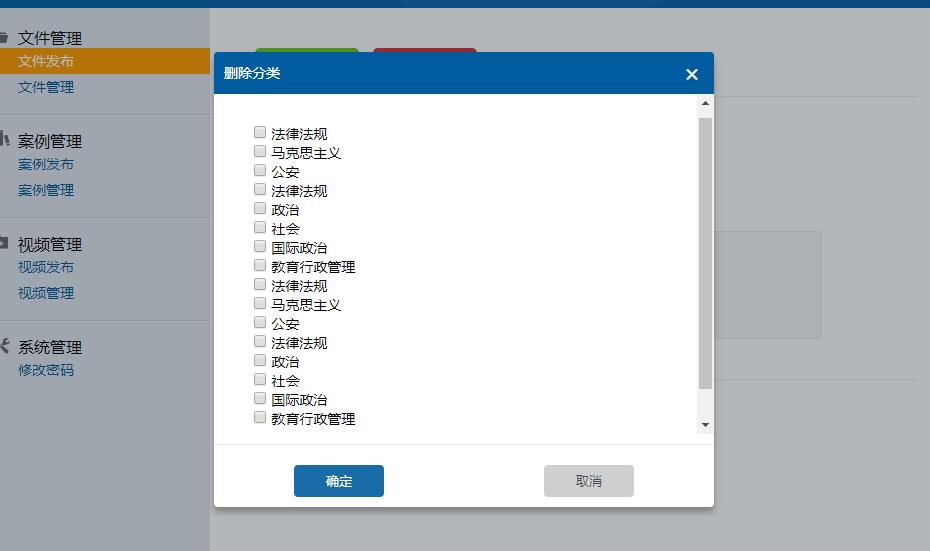 文件管理
文件发布
文件管理
案例管理
案例发布
案例管理
视频管理
视频发布
视频管理
系统管理
修改密码
删除分类
法律法规
马克思主义
公安
法律法规
政治
社会
国际政治
教育行政管理
法律法规
马克思主义
公安
法律法规
政治
社会
国际政治
教育行政管理
确定
取消